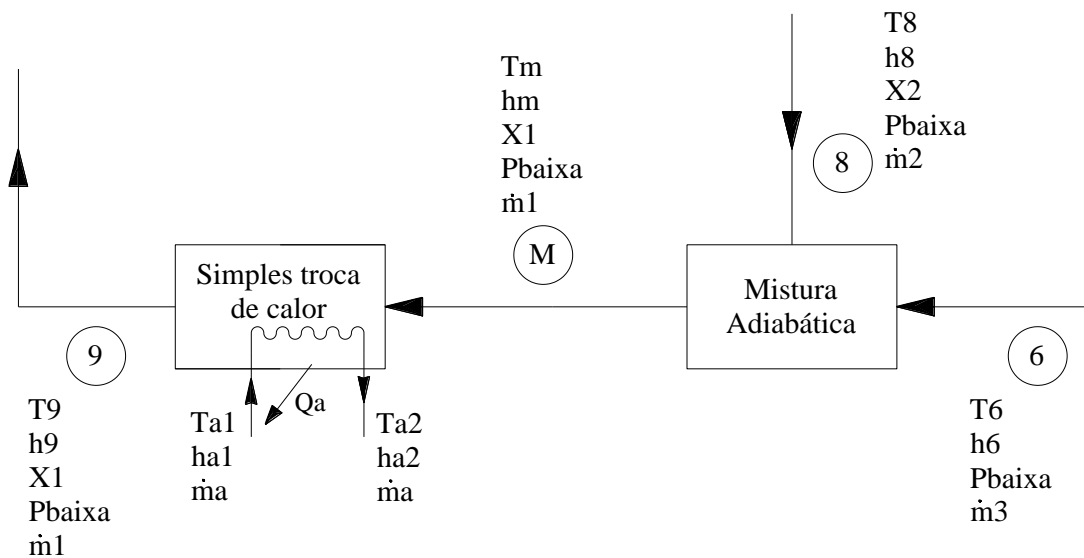 T8
h8
X2
Pbaixa
ṁ2
8
Tm
hm
X1
Pbaixa
ṁ1
M
Simples troca
de calor
Mistura
Adiabática
9
6
Qa
T9
h9
X1
Pbaixa
ṁ1
Ta1
ha1
ṁa
Ta2
ha2
ṁa
T6
h6
Pbaixa
ṁ3